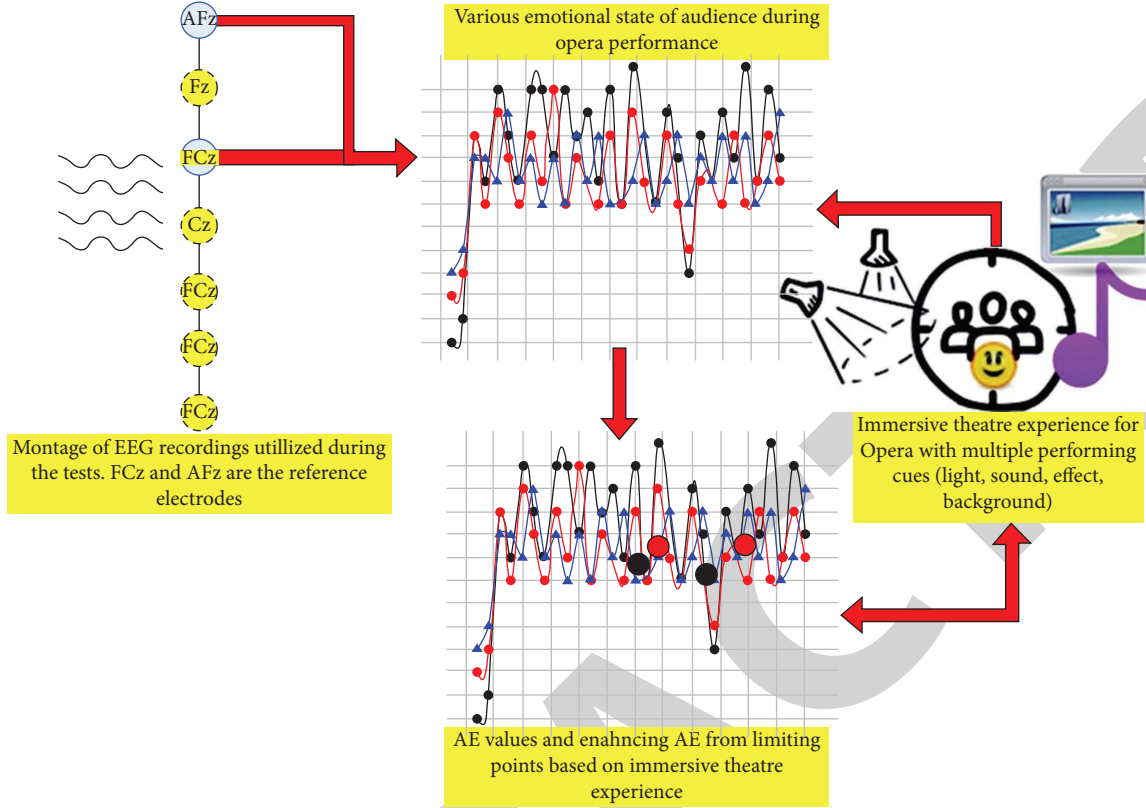 AFz
Fz
FCz
Cz
FCz
FCz
FCz
Montage of EEG recordings utillized during
the tests. FCz and AFz are the reference
electrodes
Various emotional state of audience during
opera performance
Immersive theatre experience for
Opera with multiple performing
cues (light, sound, effect,
background)
AE values and enahncing AE from limiting
points based on immersive theatre
experience